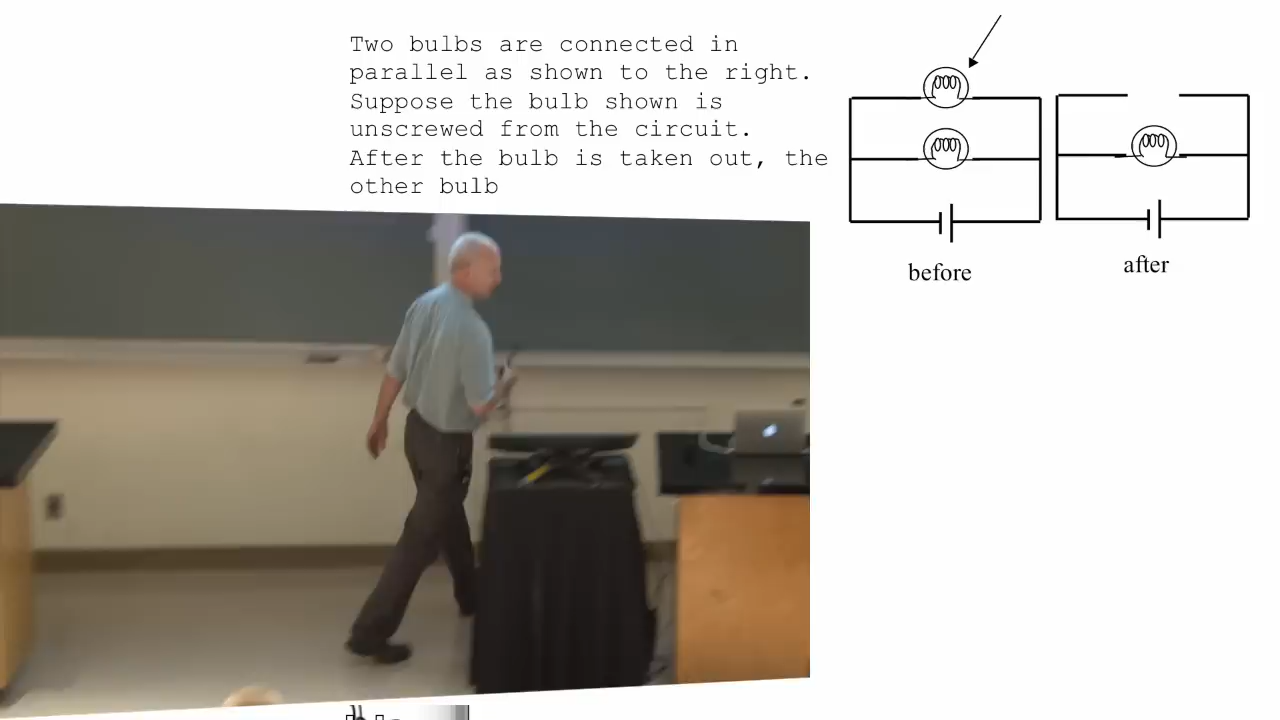 Two bulbs are connected in
parallel as shown to the right.
Suppose the bulb shown is
unscrewed from the circuit.
After the bulb is taken out, the
other bulb
before
after